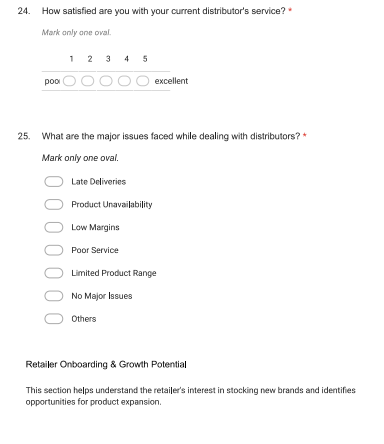 24. How satisfied are you with your current distributor's service? *
Mark only one oval.
1 2 3 4 5
poor excellent
25. What are the major issues faced while dealing with distributors? *
Mark only one oval.
Late Deliveries
Product Unavailability
Low Margins
Poor Service
Limited Product Range
No Major Issues
Others
Retailer Onboarding & Growth Potential
This section helps understand the retailer's interest in stocking new brands and identifies
opportunities for product expansion.